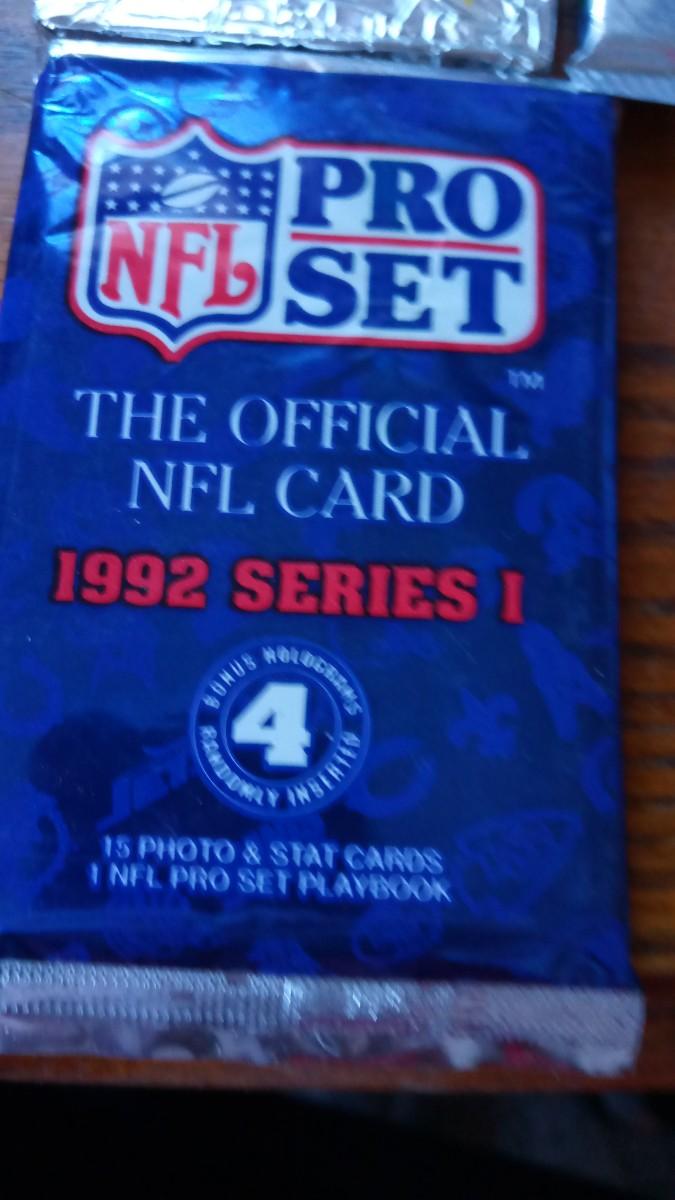 NFL
PRO
SET
TM
THE OFFICIAL
NFL CARD
1992 SERIES I
BONUS HOLOGRAMS
4
RANDOMLY INSERTED
15 PHOTO & STAT CARDS
1 NFL PRO SET PLAYBOOK